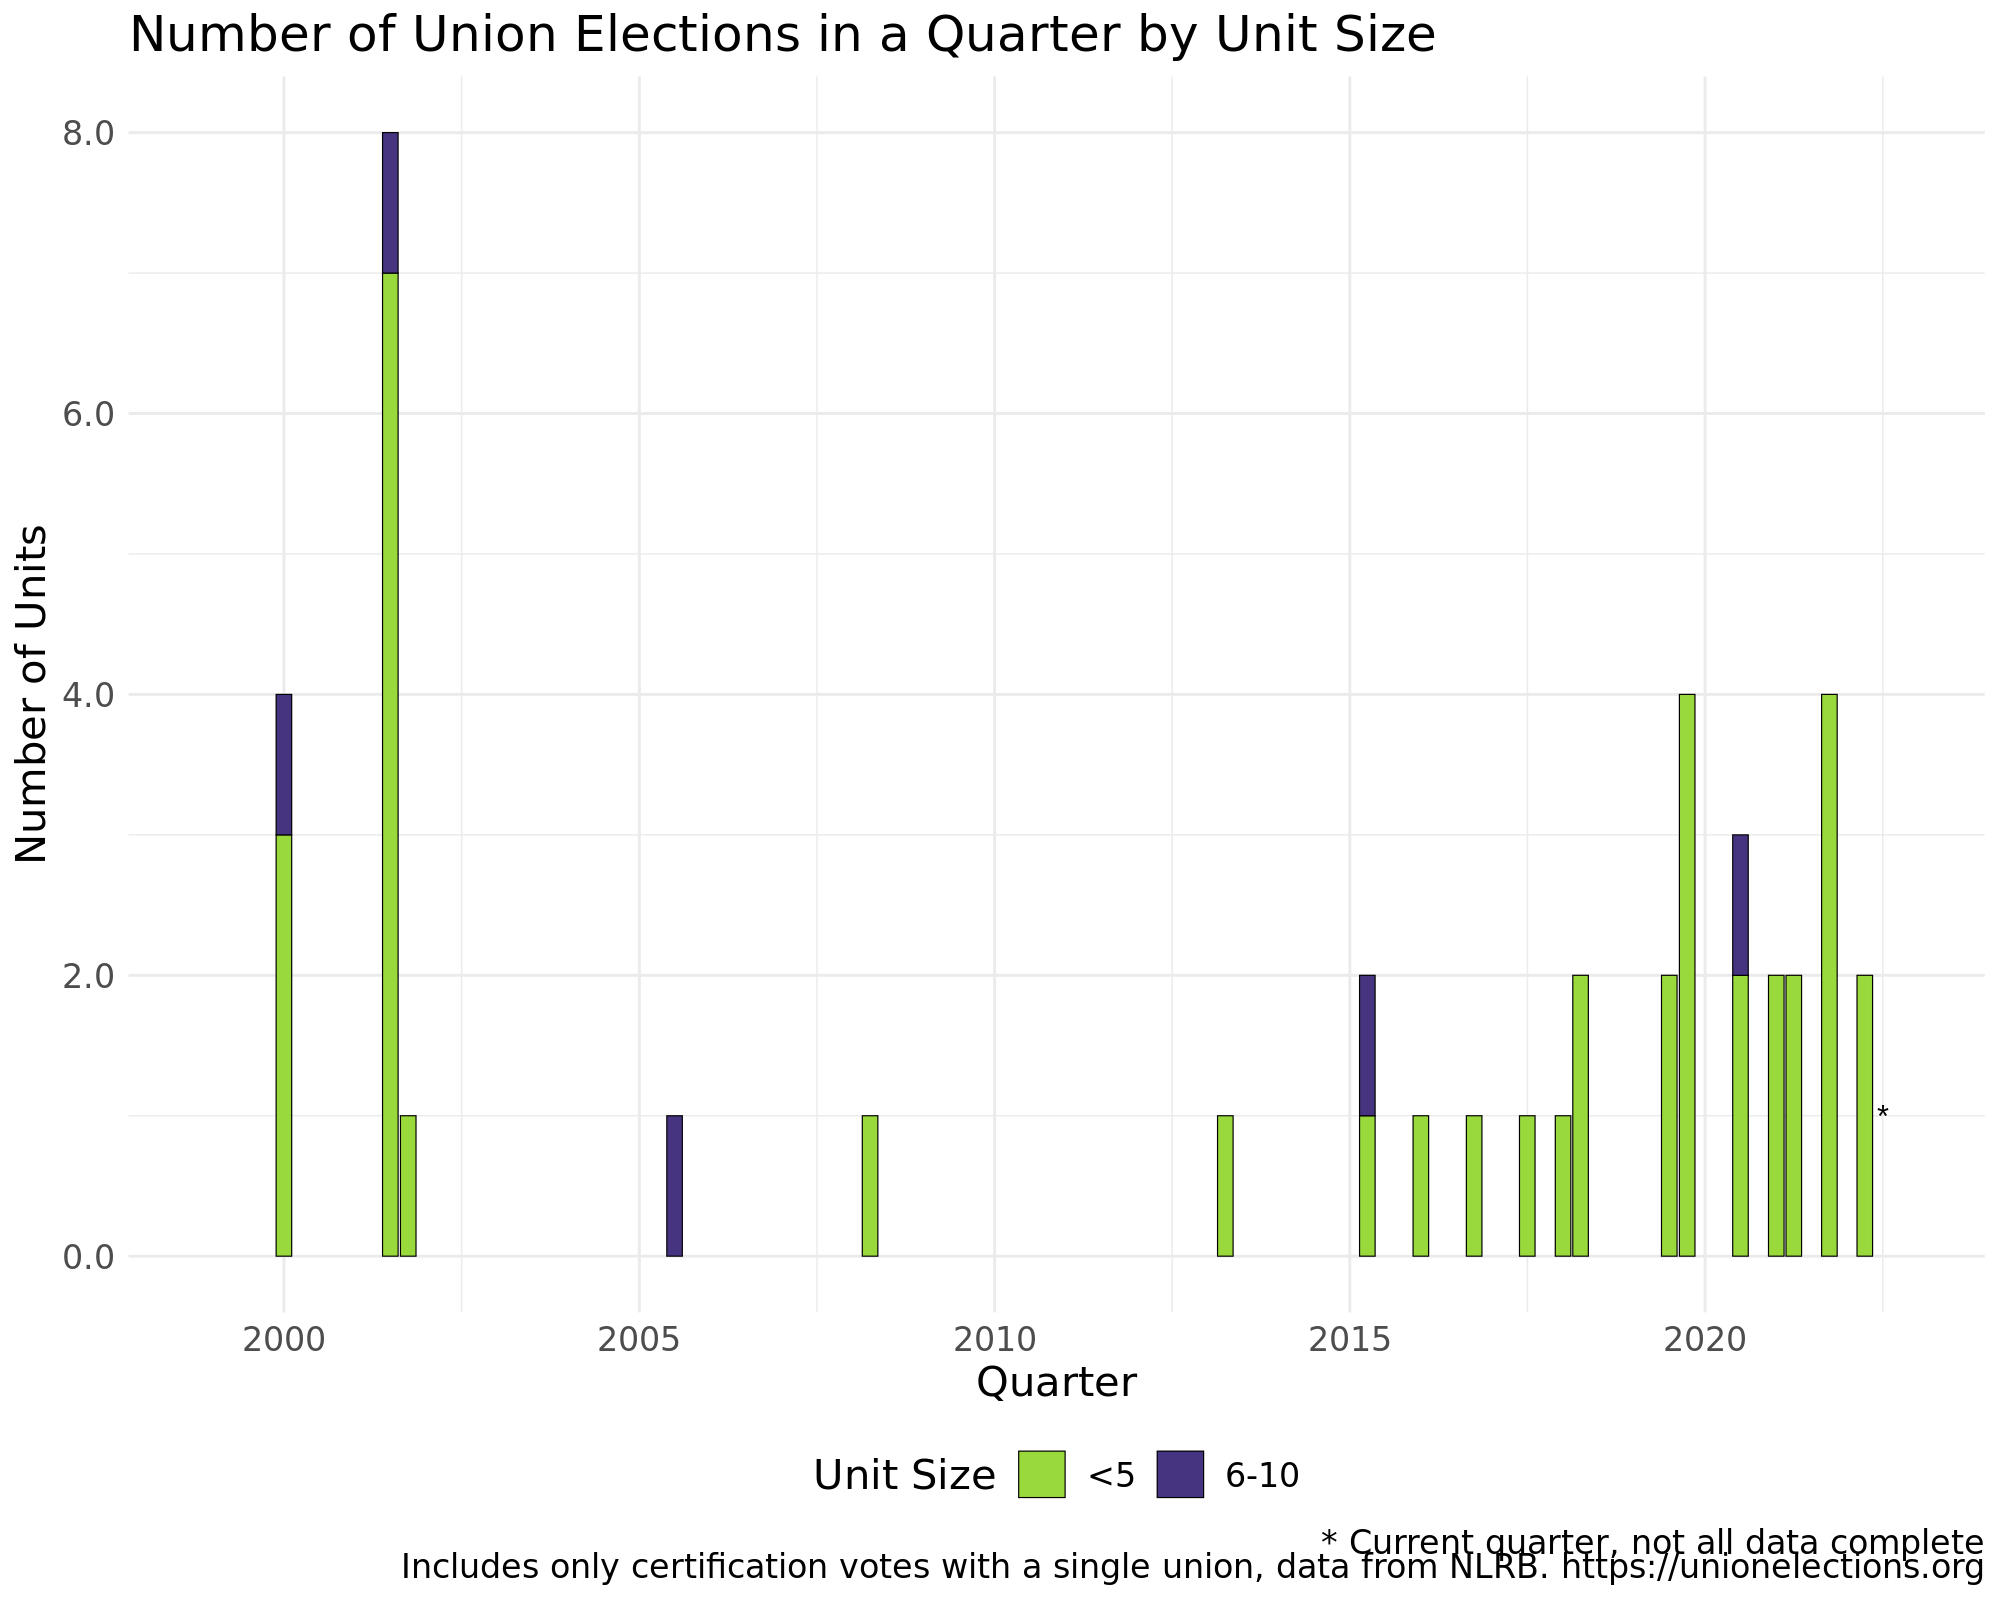 Number of Union Elections in a Quarter by Unit Size
Number of Units
8.0
6.0
4.0
2.0
0.0
*
2000 2005 2010 2015 2020
Quarter
Unit Size <5 6-10
* Current quarter, not all data complete
Includes only certification votes with a single union, data from NLRB. https://unionelections.org